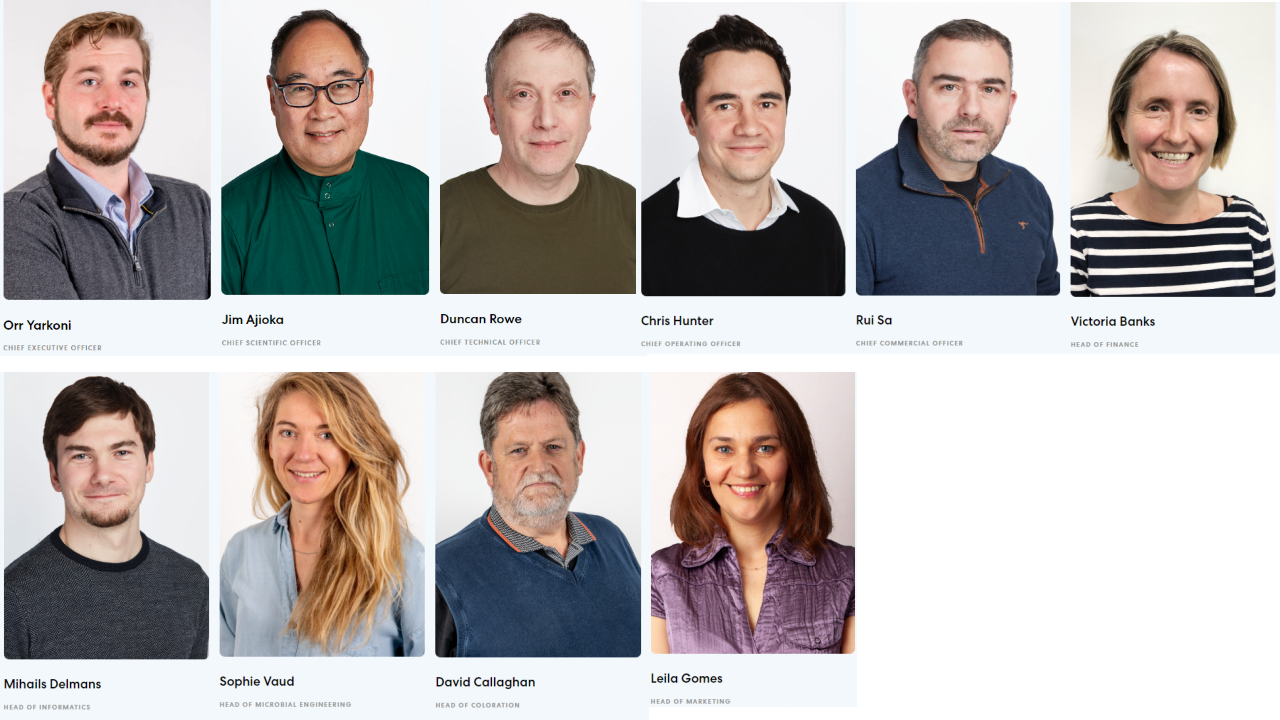 Orr Yarkoni
CHIEF EXECUTIVE OFFICER
Jim Ajioka
CHIEF SCIENTIFIC OFFICER
Duncan Rowe
CHIEF TECHNICAL OFFICER
Chris Hunter
CHIEF OPERATING OFFICER
Rui Sa
CHIEF COMMERCIAL OFFICER
Victoria Banks
HEAD OF FINANCE
Mihails Delmans
HEAD OF INFORMATICS
Sophie Vaud
HEAD OF MICROBIAL ENGINEERING
David Callaghan
HEAD OF COLORATION
Leila Gomes
HEAD OF MARKETING